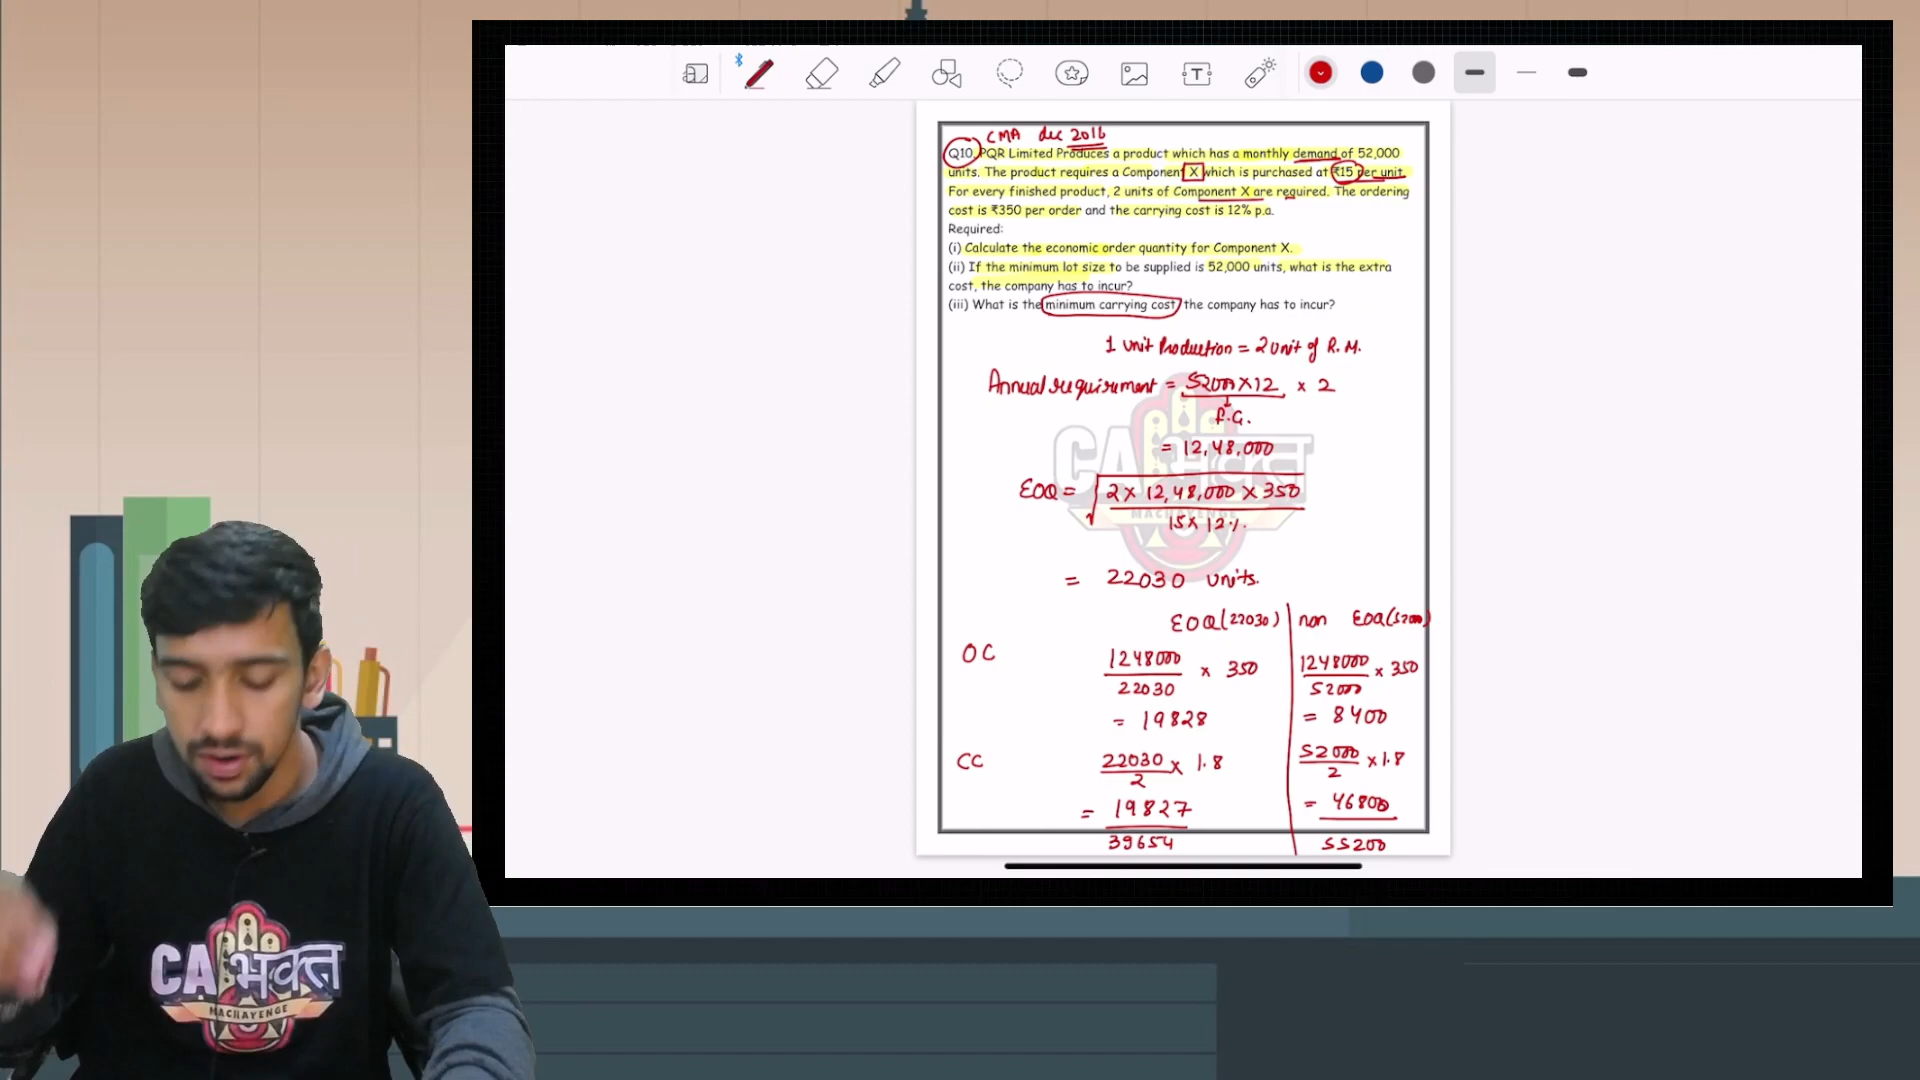 CMA dec 2016
Q10. PQR Limited Produces a product which has a monthly demand of 52,000
units. The product requires a Component X which is purchased at ₹15 per unit.
For every finished product, 2 units of Component X are required. The ordering
cost is ₹350 per order and the carrying cost is 12% p.a.
Required:
(i) Calculate the economic order quantity for Component X.
(ii) If the minimum lot size to be supplied is 52,000 units, what is the extra
cost, the company has to incur?
(iii) What is the minimum carrying cost, the company has to incur?
1 unit Production = 2 unit of R.M.
Annual requirement = 52000 X 12 x 2
F.G.
= 12,48,000
EOQ = √ 2 x 12,48,000 x 350
15 x 12%.
= 22030 units.
EOQ (22030) non EOQ (52000)
OC 1248000 x 350 1248000 x 350
22030 52000
= 19828 = 8400
CC 22030 x 1.8 52000 x 1.8
2 2
= 19827 = 46800
39654 55200
CA भक्त
MACHAYENGE
CA भक्त
MACHAYENGE
T